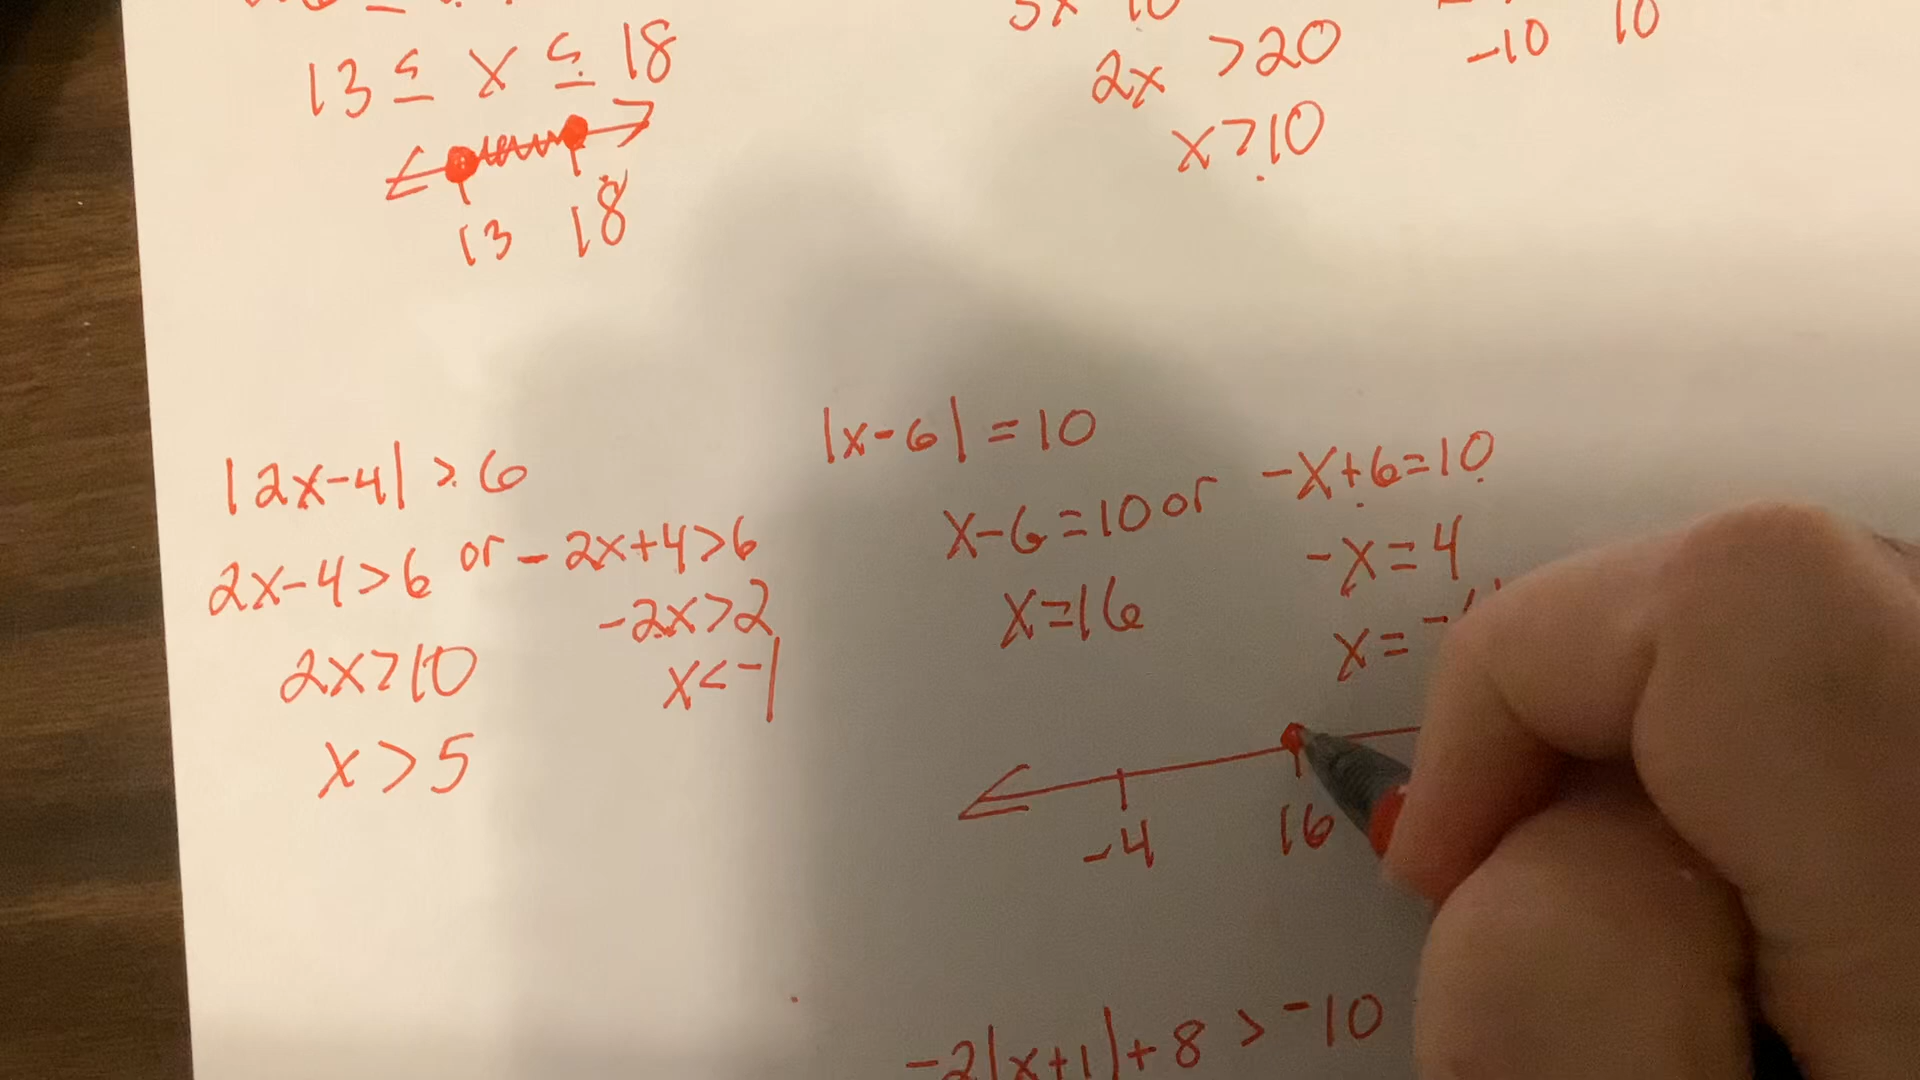 13 ≤ x ≤ 18
13 18
2x >20
x>10
-10 10
|2x-4| > 6
2x-4>6 or -2x+4>6
-2x>2
2x>10
x<-1
x > 5
|x-6| = 10
x-6=10 or -x+6=10
-x=4
x=16
x=
-4 16
-2|x+1|+8 > -10